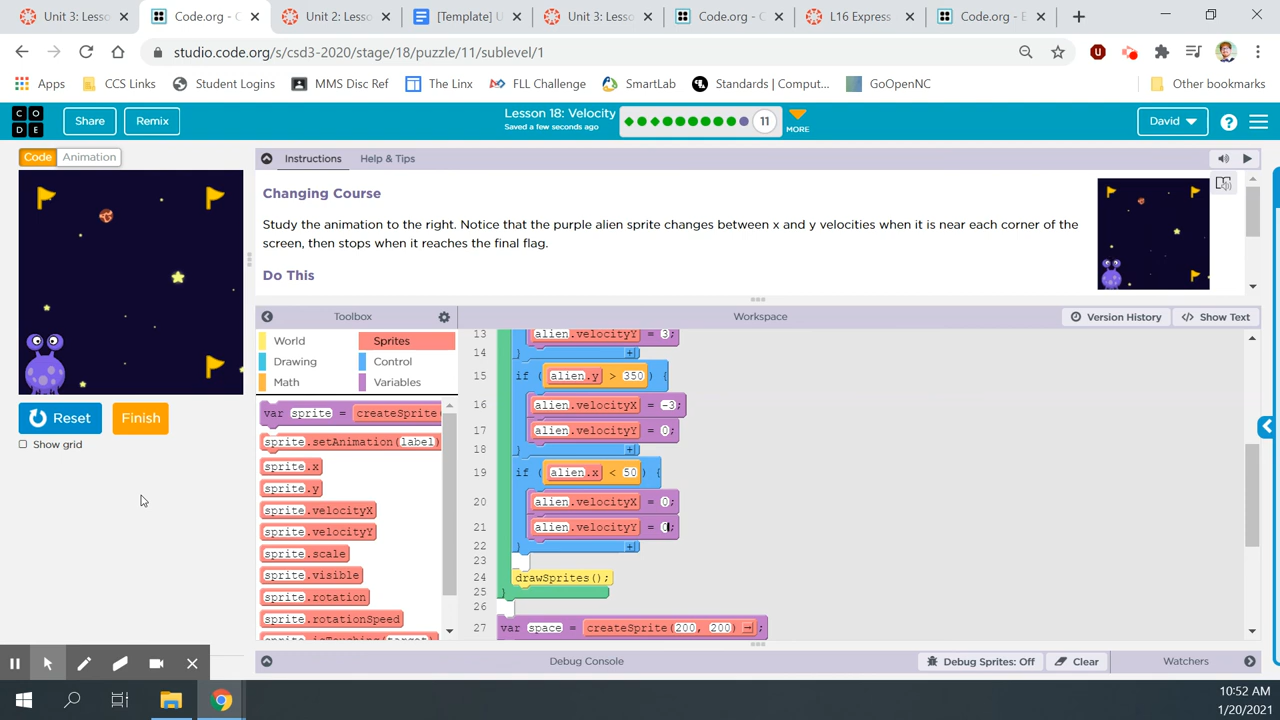 Unit 3: Lesso
Code.org - C
Unit 2: Lesso
[Template] U
Unit 3: Lesso
Code.org - C
L16 Express
Code.org - E
studio.code.org/s/csd3-2020/stage/18/puzzle/11/sublevel/1
Apps
CCS Links
Student Logins
MMS Disc Ref
The Linx
FLL Challenge
SmartLab
Standards | Comput...
GoOpenNC
Other bookmarks
C O
D E
Share
Remix
Lesson 18: Velocity
Saved a few seconds ago
11
MORE
David
Code
Animation
Instructions
Help & Tips
Changing Course
Study the animation to the right. Notice that the purple alien sprite changes between x and y velocities when it is near each corner of the
screen, then stops when it reaches the final flag.
Do This
Toolbox
Workspace
Version History
Show Text
World
Sprites
Drawing
Control
Math
Variables
var sprite = createSprite(
sprite.setAnimation(label)
sprite.x
sprite.y
sprite.velocityX
sprite.velocityY
sprite.scale
sprite.visible
sprite.rotation
sprite.rotationSpeed
sprite.isTouching(target)
13 alien.velocityY = 3;
14 }
15 if ( alien.y > 350 ) {
16 alien.velocityX = -3;
17 alien.velocityY = 0;
18 }
19 if ( alien.x < 50 ) {
20 alien.velocityX = 0;
21 alien.velocityY = 0;
22 }
23
24 drawSprites();
25 }
26
27 var space = createSprite(200, 200);
Reset
Finish
Show grid
Debug Console
Debug Sprites: Off
Clear
Watchers
10:52 AM
1/20/2021